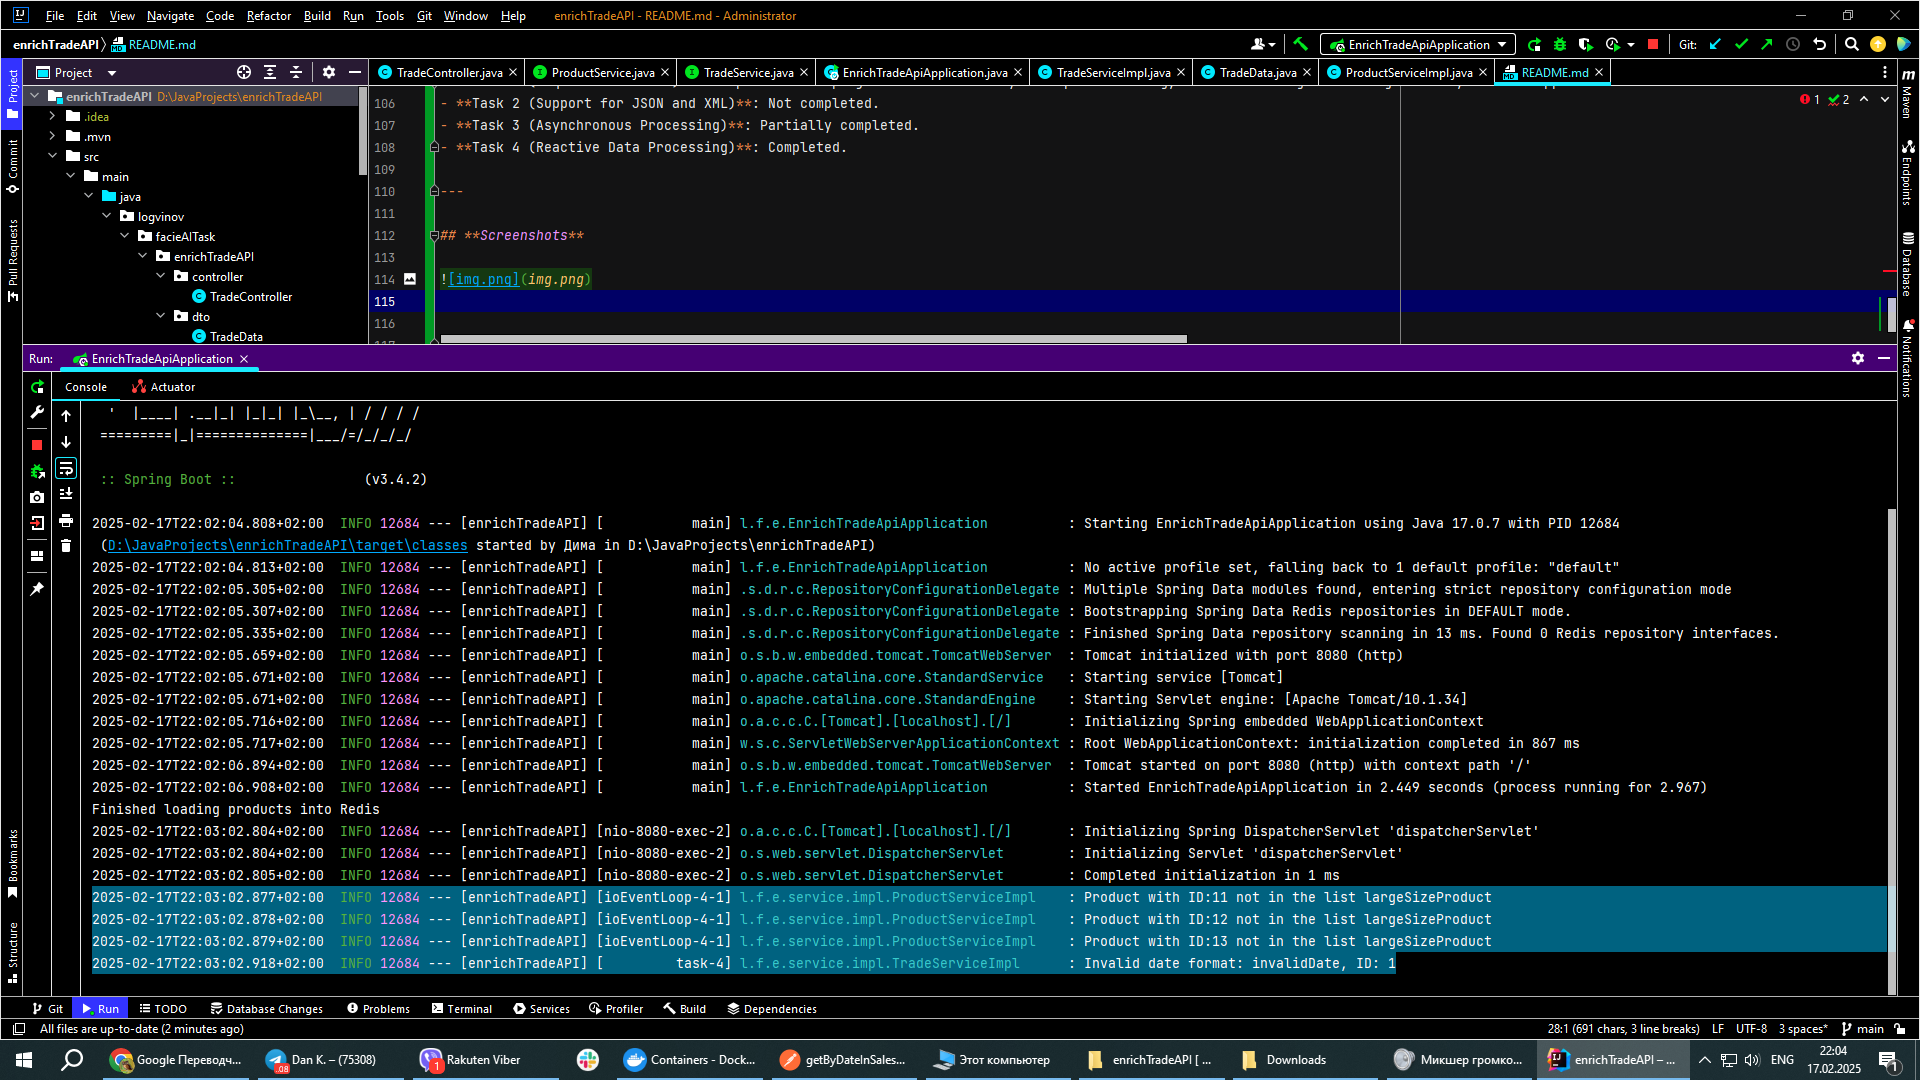 File Edit View Navigate Code Refactor Build Run Tools Git Window Help enrichTradeAPI - README.md - Administrator
enrichTradeAPI README.md EnrichTradeApiApplication Git:
Project TradeController.java ProductService.java TradeService.java EnrichTradeApiApplication.java TradeServiceImpl.java TradeData.java ProductServiceImpl.java README.md
enrichTradeAPI D:\JavaProjects\enrichTradeAPI
.idea
.mvn
src
main
java
logvinov
facieAITask
enrichTradeAPI
controller
TradeController
dto
TradeData
106 - **Task 2 (Support for JSON and XML)**: Not completed.
107 - **Task 3 (Asynchronous Processing)**: Partially completed.
108 - **Task 4 (Reactive Data Processing)**: Completed.
109
110 ---
111
112 ## **Screenshots**
113
114 ![img.png](img.png)
115
116
1 2
Project
Commit
Pull Requests
Bookmarks
Structure
Maven
Endpoints
Database
Notifications
Run: EnrichTradeApiApplication
Console Actuator
' |____| .__|_| |_|_| |_\__, | / / / /
=========|_|==============|___/=/_/_/_/
:: Spring Boot :: (v3.4.2)
2025-02-17T22:02:04.808+02:00 INFO 12684 --- [enrichTradeAPI] [ main] l.f.e.EnrichTradeApiApplication : Starting EnrichTradeApiApplication using Java 17.0.7 with PID 12684
(D:\JavaProjects\enrichTradeAPI\target\classes started by Дима in D:\JavaProjects\enrichTradeAPI)
2025-02-17T22:02:04.813+02:00 INFO 12684 --- [enrichTradeAPI] [ main] l.f.e.EnrichTradeApiApplication : No active profile set, falling back to 1 default profile: "default"
2025-02-17T22:02:05.305+02:00 INFO 12684 --- [enrichTradeAPI] [ main] .s.d.r.c.RepositoryConfigurationDelegate : Multiple Spring Data modules found, entering strict repository configuration mode
2025-02-17T22:02:05.307+02:00 INFO 12684 --- [enrichTradeAPI] [ main] .s.d.r.c.RepositoryConfigurationDelegate : Bootstrapping Spring Data Redis repositories in DEFAULT mode.
2025-02-17T22:02:05.335+02:00 INFO 12684 --- [enrichTradeAPI] [ main] .s.d.r.c.RepositoryConfigurationDelegate : Finished Spring Data repository scanning in 13 ms. Found 0 Redis repository interfaces.
2025-02-17T22:02:05.659+02:00 INFO 12684 --- [enrichTradeAPI] [ main] o.s.b.w.embedded.tomcat.TomcatWebServer : Tomcat initialized with port 8080 (http)
2025-02-17T22:02:05.671+02:00 INFO 12684 --- [enrichTradeAPI] [ main] o.apache.catalina.core.StandardService : Starting service [Tomcat]
2025-02-17T22:02:05.671+02:00 INFO 12684 --- [enrichTradeAPI] [ main] o.apache.catalina.core.StandardEngine : Starting Servlet engine: [Apache Tomcat/10.1.34]
2025-02-17T22:02:05.716+02:00 INFO 12684 --- [enrichTradeAPI] [ main] o.a.c.c.C.[Tomcat].[localhost].[/] : Initializing Spring embedded WebApplicationContext
2025-02-17T22:02:05.717+02:00 INFO 12684 --- [enrichTradeAPI] [ main] w.s.c.ServletWebServerApplicationContext : Root WebApplicationContext: initialization completed in 867 ms
2025-02-17T22:02:06.894+02:00 INFO 12684 --- [enrichTradeAPI] [ main] o.s.b.w.embedded.tomcat.TomcatWebServer : Tomcat started on port 8080 (http) with context path '/'
2025-02-17T22:02:06.908+02:00 INFO 12684 --- [enrichTradeAPI] [ main] l.f.e.EnrichTradeApiApplication : Started EnrichTradeApiApplication in 2.449 seconds (process running for 2.967)
Finished loading products into Redis
2025-02-17T22:03:02.804+02:00 INFO 12684 --- [enrichTradeAPI] [nio-8080-exec-2] o.a.c.c.C.[Tomcat].[localhost].[/] : Initializing Spring DispatcherServlet 'dispatcherServlet'
2025-02-17T22:03:02.804+02:00 INFO 12684 --- [enrichTradeAPI] [nio-8080-exec-2] o.s.web.servlet.DispatcherServlet : Initializing Servlet 'dispatcherServlet'
2025-02-17T22:03:02.805+02:00 INFO 12684 --- [enrichTradeAPI] [nio-8080-exec-2] o.s.web.servlet.DispatcherServlet : Completed initialization in 1 ms
2025-02-17T22:03:02.877+02:00 INFO 12684 --- [enrichTradeAPI] [ioEventLoop-4-1] l.f.e.service.impl.ProductServiceImpl : Product with ID:11 not in the list largeSizeProduct
2025-02-17T22:03:02.878+02:00 INFO 12684 --- [enrichTradeAPI] [ioEventLoop-4-1] l.f.e.service.impl.ProductServiceImpl : Product with ID:12 not in the list largeSizeProduct
2025-02-17T22:03:02.879+02:00 INFO 12684 --- [enrichTradeAPI] [ioEventLoop-4-1] l.f.e.service.impl.ProductServiceImpl : Product with ID:13 not in the list largeSizeProduct
2025-02-17T22:03:02.918+02:00 INFO 12684 --- [enrichTradeAPI] [ task-4] l.f.e.service.impl.TradeServiceImpl : Invalid date format: invalidDate, ID: 1
Git Run TODO Database Changes Problems Terminal Services Profiler Build Dependencies
All files are up-to-date (2 minutes ago) 28:1 (691 chars, 3 line breaks) LF UTF-8 3 spaces* main
Google Переводч... Dan K. – (75308) Rakuten Viber Containers - Dock... getByDateInSales... Этот компьютер enrichTradeAPI [ ... Downloads Микшер громко... enrichTradeAPI – ... ENG 22:04
17.02.2025